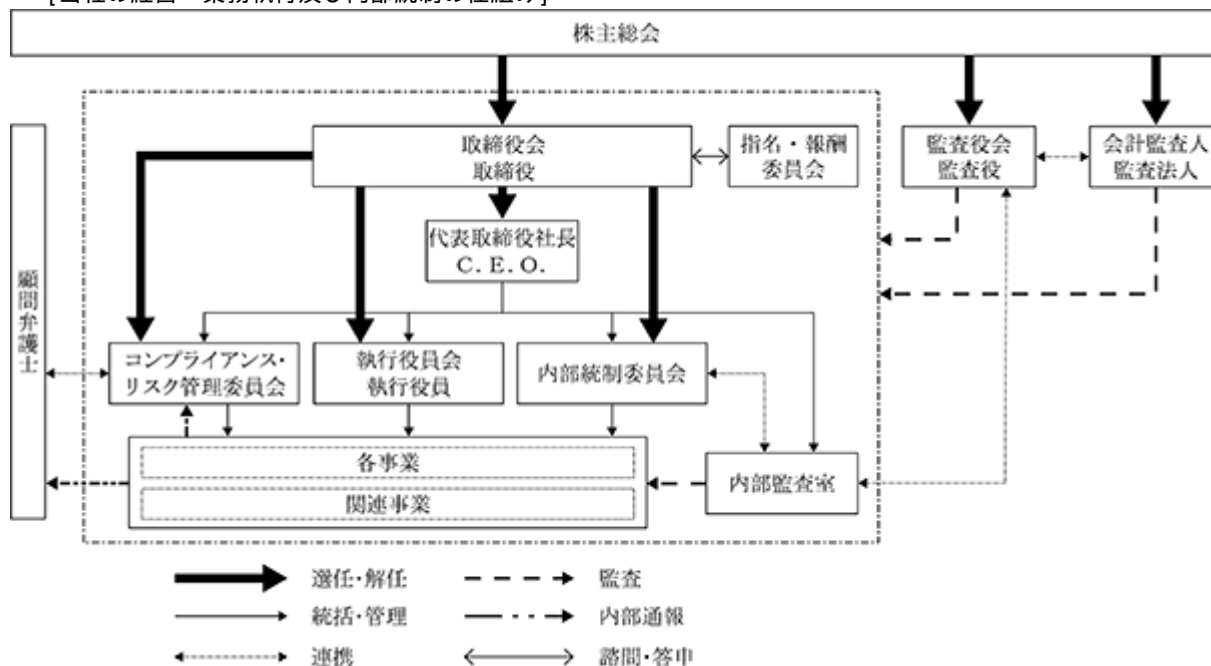 株主総会
取締役会
取締役
指名・報酬
委員会
監査役会
監査役
会計監査人
監査法人
代表取締役社長
C. E. O.
顧問弁護士
コンプライアンス・
リスク管理委員会
執行役員会
執行役員
内部統制委員会
各事業
関連事業
内部監査室
選任・解任
監査
統括・管理
内部通報
連携
諮問・答申